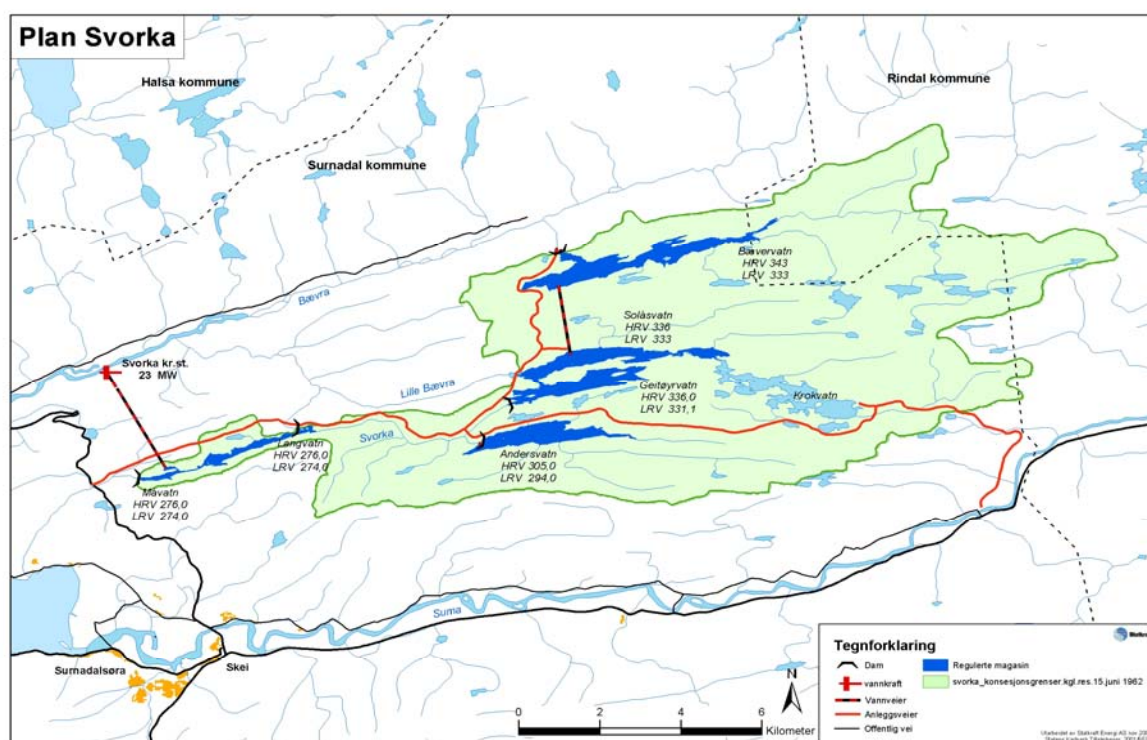 Plan Svorka
Halsa kommune
Rindal kommune
Surnadal kommune
Bævervatn
HRV 343
LRV 333
Bævra
Solåsvatn
HRV 336
LRV 333
Svorka kr.st.
23 MW
Lille Bævra
Geitøyrvatn
HRV 336,0
LRV 331,1
Krokvatn
Svorka
Langvatn
HRV 276,0
LRV 274,0
Andersvatn
HRV 305,0
LRV 294,0
Måvatn
HRV 276,0
LRV 274,0
Surna
Skei
Surnadalsøra
N
0 2 4 6
Kilometer
Tegnforklaring
Dam
vannkraft
Vannveier
Anleggsveier
Offentlig vei
Regulerte magasin
svorka_konsesjonsgrenser.kgl.res.15.juni 1962